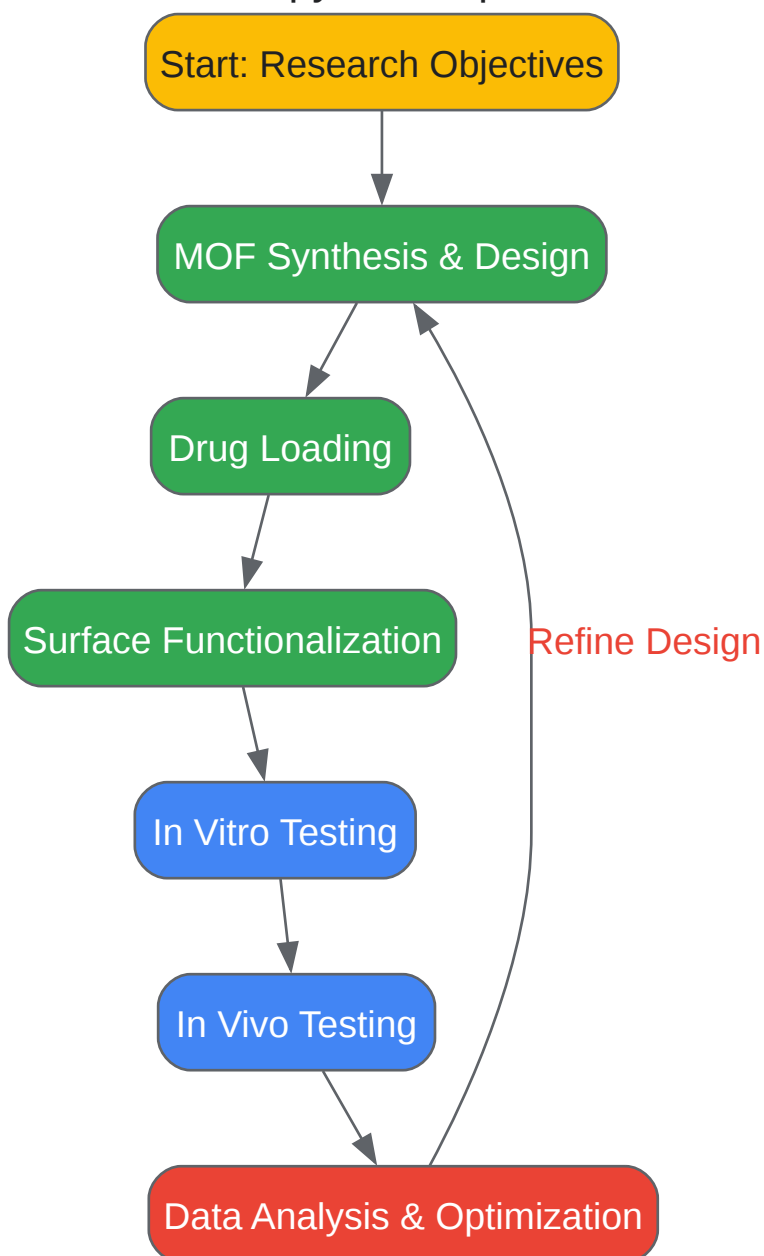 Start: Research Objectives
MOF Synthesis & Design
Drug Loading
Surface Functionalization
Refine Design
In Vitro Testing
In Vivo Testing
Data Analysis & Optimization